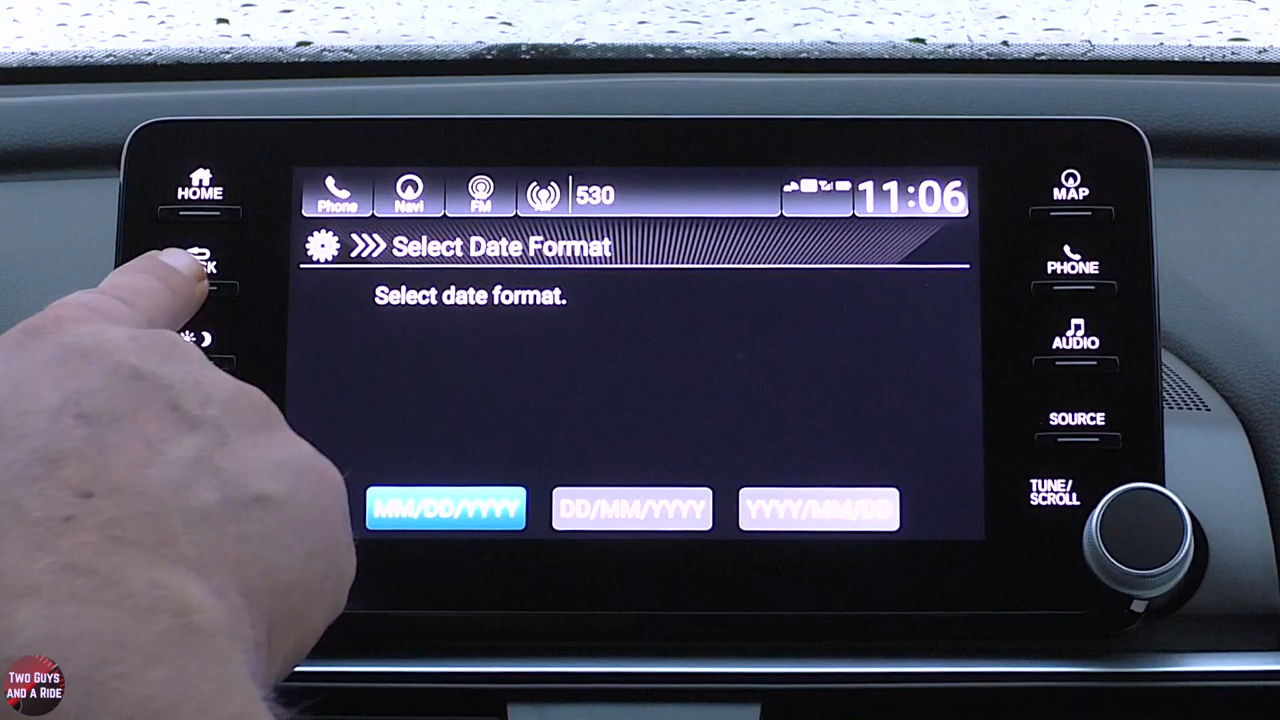 HOME
Phone
Navi
FM
530
11:06
MAP
Select Date Format
PHONE
Select date format.
AUDIO
SOURCE
TUNE/
SCROLL
MM/DD/YYYY
DD/MM/YYYY
YYYY/MM/DD
TWO GUYS
AND A RIDE